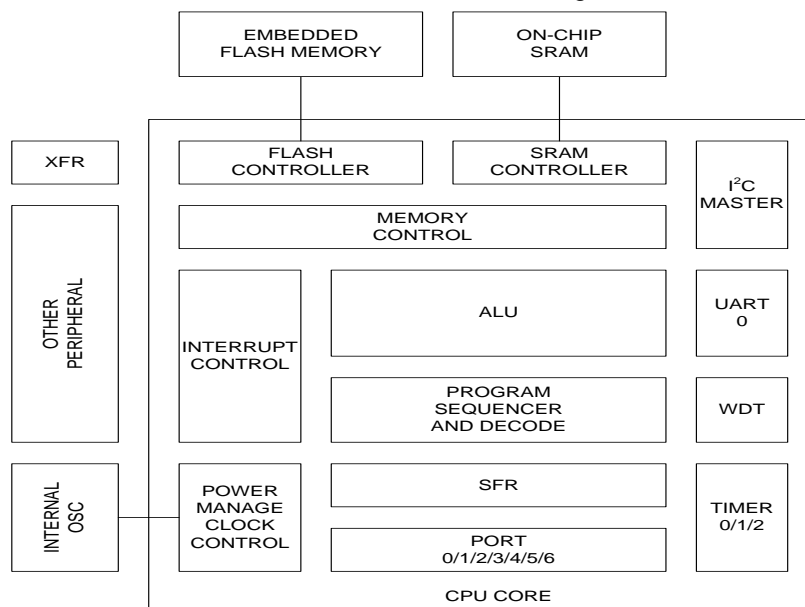 EMBEDDED
FLASH MEMORY
ON-CHIP
SRAM
XFR
FLASH
CONTROLLER
SRAM
CONTROLLER
I²C
MASTER
MEMORY
CONTROL
OTHER
PERIPHERAL
INTERRUPT
CONTROL
ALU
UART
0
PROGRAM
SEQUENCER
AND DECODE
WDT
INTERNAL
OSC
POWER
MANAGE
CLOCK
CONTROL
SFR
TIMER
0/1/2
PORT
0/1/2/3/4/5/6
CPU CORE